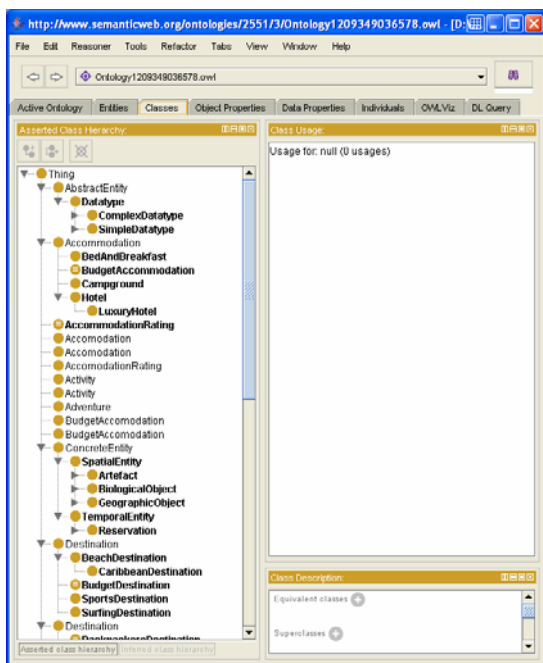 http://www.semanticweb.org/ontologies/2551/3/Ontology1209349036578.owl - [D:
File Edit Reasoner Tools Refactor Tabs View Window Help
Ontology1209349036578.owl
Active Ontology Entities Classes Object Properties Data Properties Individuals OWLViz DL Query
Asserted Class Hierarchy:
Thing
AbstractEntity
Datatype
ComplexDatatype
SimpleDatatype
Accommodation
BedAndBreakfast
BudgetAccommodation
Campground
Hotel
LuxuryHotel
AccommodationRating
Accomodation
Accomodation
AccomodationRating
Activity
Activity
Adventure
BudgetAccomodation
BudgetAccomodation
ConcreteEntity
SpatialEntity
Artefact
BiologicalObject
GeographicObject
TemporalEntity
Reservation
Destination
BeachDestination
CaribbeanDestination
BudgetDestination
SportsDestination
SurfingDestination
Destination
BackpackersDestination
Asserted class hierarchy Inferred class hierarchy
Class Usage:
Usage for: null (0 usages)
Class Description:
Equivalent classes
Superclasses